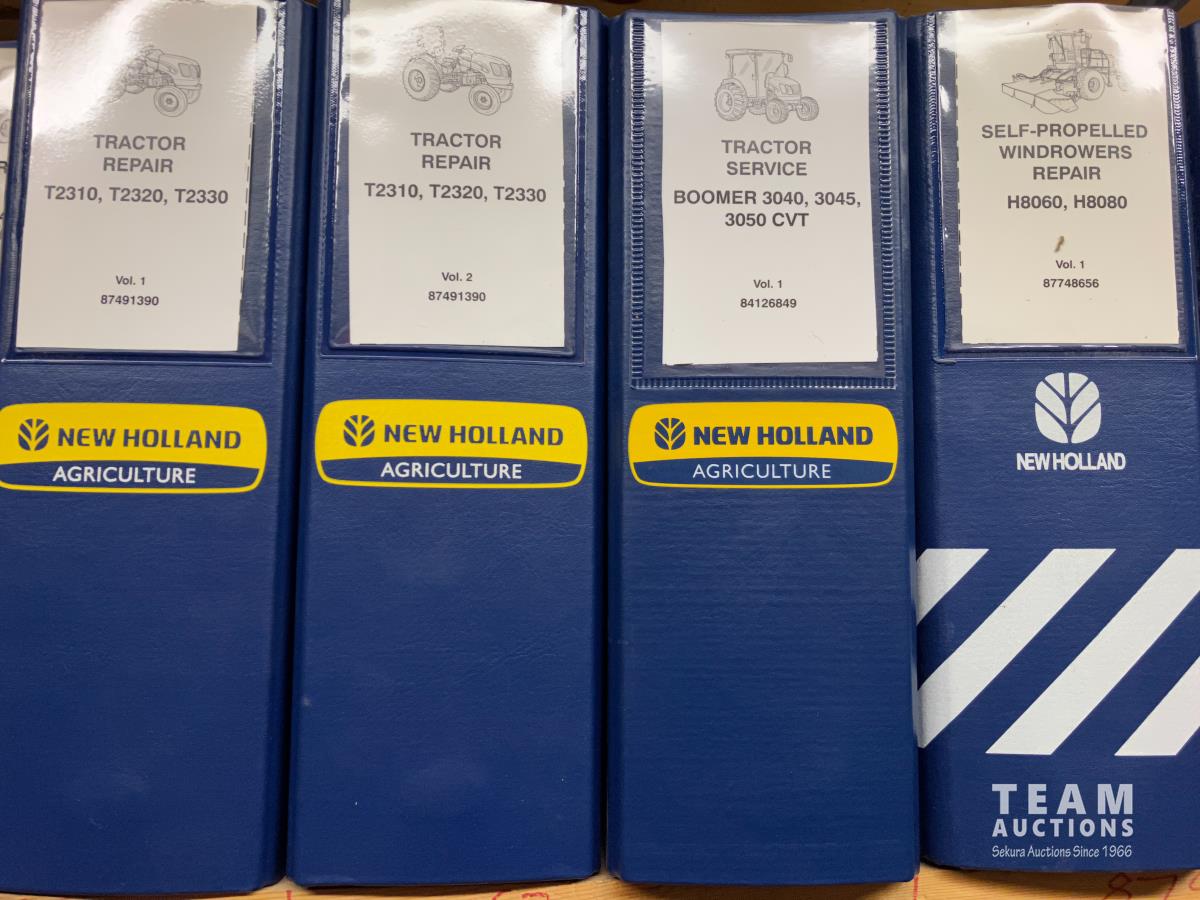 TRACTOR
REPAIR
T2310, T2320, T2330
Vol. 1
87491390
NEW HOLLAND
AGRICULTURE
TRACTOR
REPAIR
T2310, T2320, T2330
Vol. 2
87491390
NEW HOLLAND
AGRICULTURE
TRACTOR
SERVICE
BOOMER 3040, 3045,
3050 CVT
Vol. 1
84126849
NEW HOLLAND
AGRICULTURE
SELF-PROPELLED
WINDROWERS
REPAIR
H8060, H8080
Vol. 1
87748656
NEW HOLLAND
TEAM
AUCTIONS
Sekura Auctions Since 1966